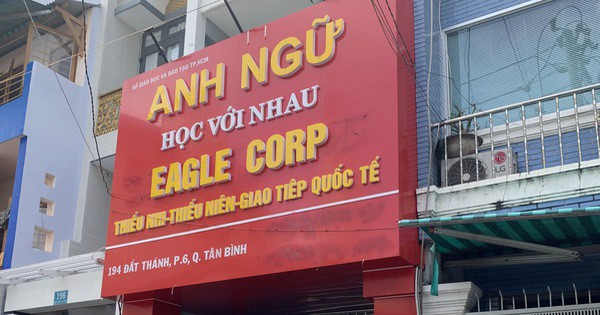 SỞ GIÁO DỤC VÀ ĐÀO TẠO TP.HCM
ANH NGỮ
HỌC VỚI NHAU
EAGLE CORP
THIẾU NHI-THIẾU NIÊN-GIAO TIẾP QUỐC TẾ
194 ĐẤT THÁNH, P.6, Q. TÂN BÌNH
196
LG